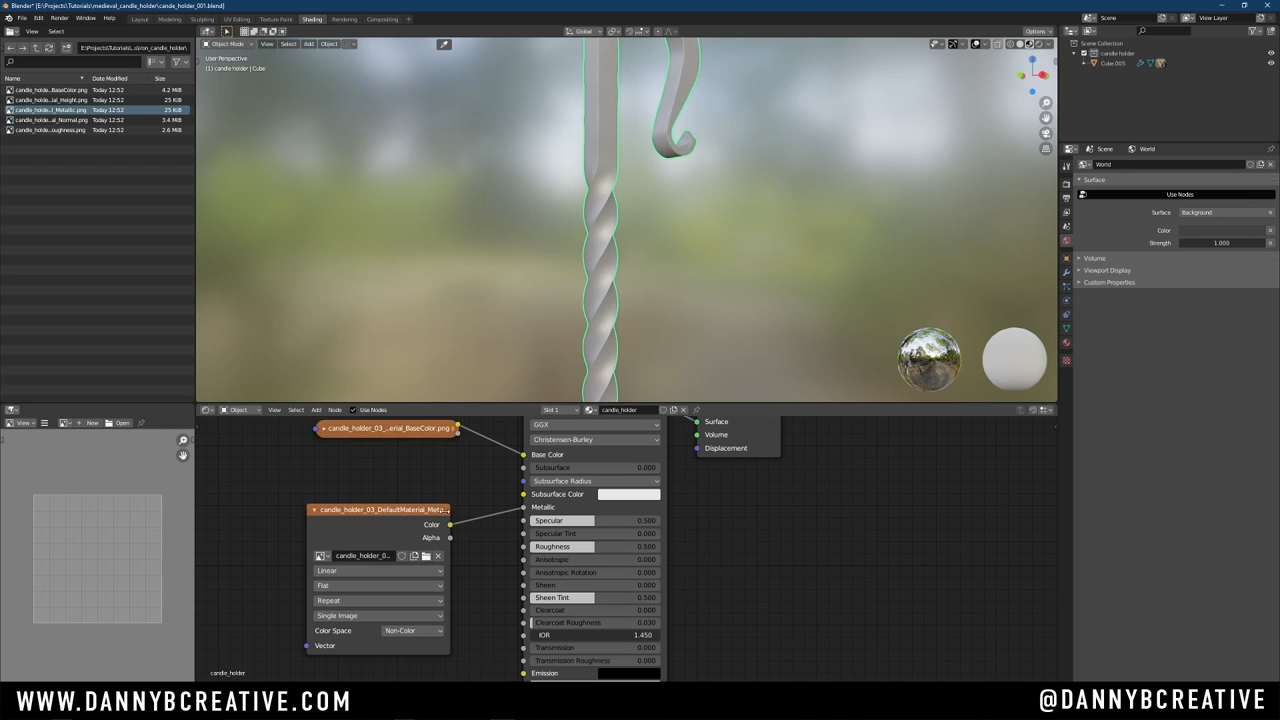 Blender* [E:\Projects\Tutorials\medieval_candle_holder\cande_holder_001.blend]
File Edit Render Window Help Layout Modeling Sculpting UV Editing Texture Paint Shading Rendering Compositing Scene View Layer
View Select Global Options
E:\Projects\Tutorials\...s\iron_candle_holder\ Object Mode View Select Add Object
Scene Collection
candle holder
Cube.005
User Perspective
(1) candle holder | Cube
Name Date Modified Size
candle_holde...BaseColor.png Today 12:52 4.2 MiB
candle_holde...ial_Height.png Today 12:52 25 KiB
candle_holde...l_Metallic.png Today 12:52 25 KiB
candle_holde...al_Normal.png Today 12:52 3.4 MiB
candle_holde...oughness.png Today 12:52 2.6 MiB
Scene World
World
Surface
Use Nodes
Surface Background
Color
Strength 1.000
Volume
Viewport Display
Custom Properties
Object View Select Add Node Use Nodes Slot 1 candle_holder
View New Open
candle_holder_03_...erial_BaseColor.png
GGX
Christensen-Burley
Base Color
Subsurface 0.000
Subsurface Radius
Subsurface Color
Metallic
Specular 0.500
Specular Tint 0.000
Roughness 0.500
Anisotropic 0.000
Anisotropic Rotation 0.000
Sheen 0.000
Sheen Tint 0.500
Clearcoat 0.000
Clearcoat Roughness 0.030
IOR 1.450
Transmission 0.000
Transmission Roughness 0.000
Emission
Surface
Volume
Displacement
candle_holder_03_DefaultMaterial_Meta...
Color
Alpha
candle_holder_0...
Linear
Flat
Repeat
Single Image
Color Space Non-Color
Vector
candle_holder
WWW.DANNYBCREATIVE.COM @DANNYBCREATIVE